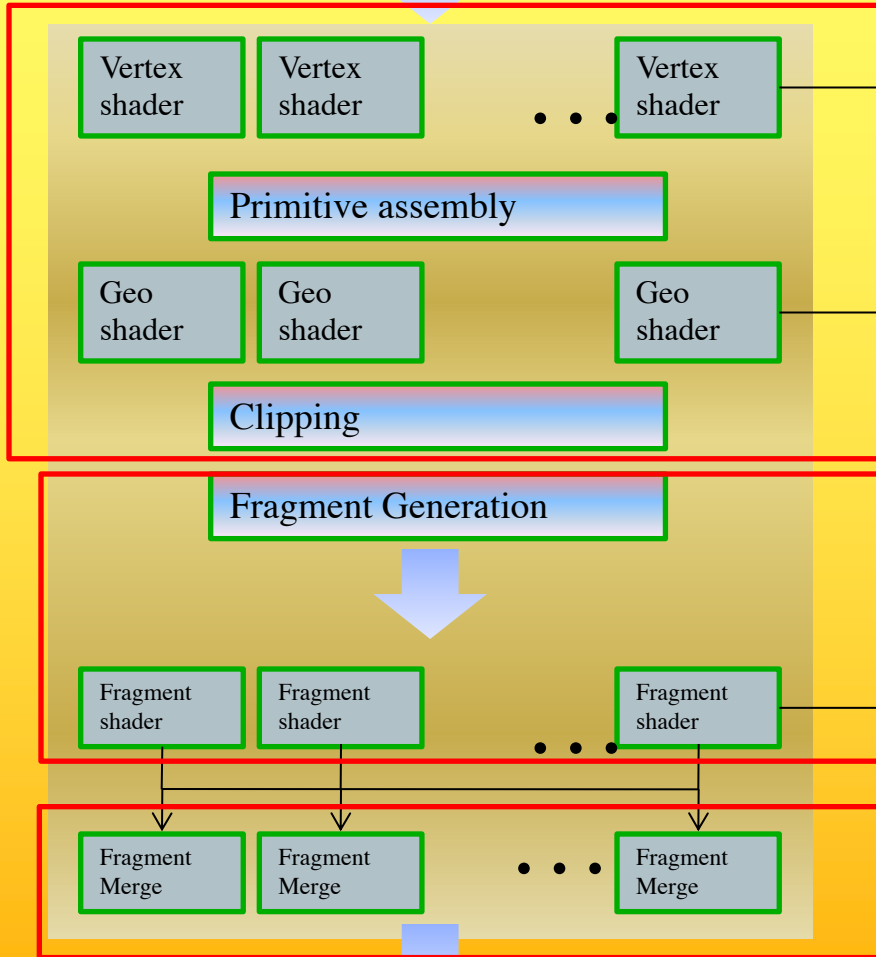 Vertex
shader
Vertex
shader
• • •
Vertex
shader
Primitive assembly
Geo
shader
Geo
shader
Geo
shader
Clipping
Fragment Generation
Fragment
shader
Fragment
shader
• • •
Fragment
shader
Fragment
Merge
Fragment
Merge
• • •
Fragment
Merge